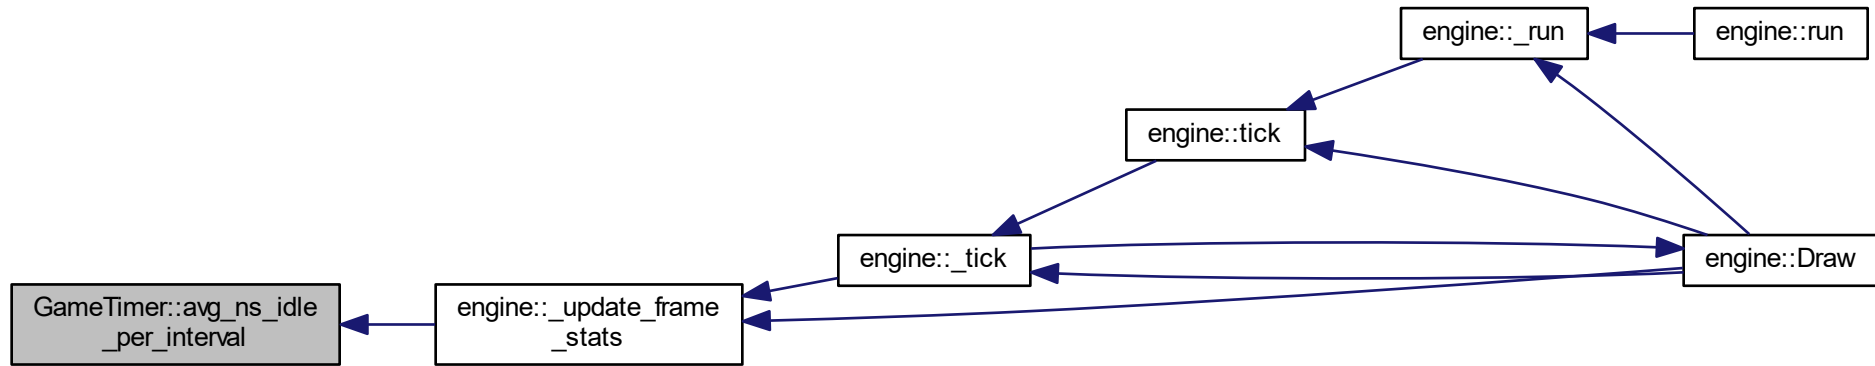 GameTimer::avg_ns_idle
_per_interval
engine::_update_frame
_stats
engine::_tick
engine::tick
engine::_run
engine::run
engine::Draw